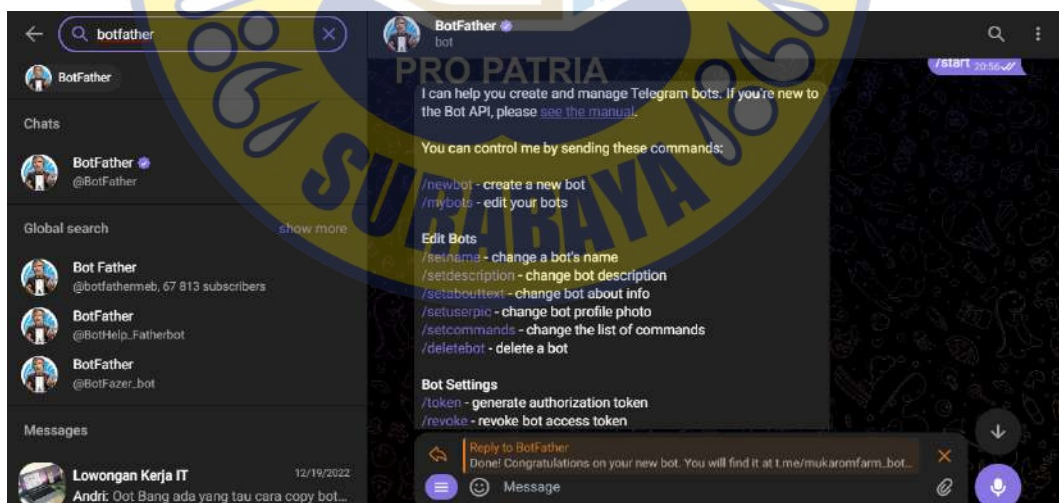 botfather
BotFather
Chats
BotFather
@BotFather
Global search
show more
Bot Father
@botfathermeb, 67 813 subscribers
BotFather
@BotHelp_Fatherbot
BotFather
@BotFazer_bot
Messages
Lowongan Kerja IT
12/19/2022
Andri: Oot Bang ada yang tau cara copy bot...
BotFather
bot
/start 20:56
PRO PATRIA
SURABAYA
I can help you create and manage Telegram bots. If you're new to
the Bot API, please see the manual.
You can control me by sending these commands:
/newbot - create a new bot
/mybots - edit your bots
Edit Bots
/setname - change a bot's name
/setdescription - change bot description
/setabouttext - change bot about info
/setuserpic - change bot profile photo
/setcommands - change the list of commands
/deletebot - delete a bot
Bot Settings
/token - generate authorization token
/revoke - revoke bot access token
Reply to BotFather
Done! Congratulations on your new bot. You will find it at t.me/mukaromfarm_bot...
Message